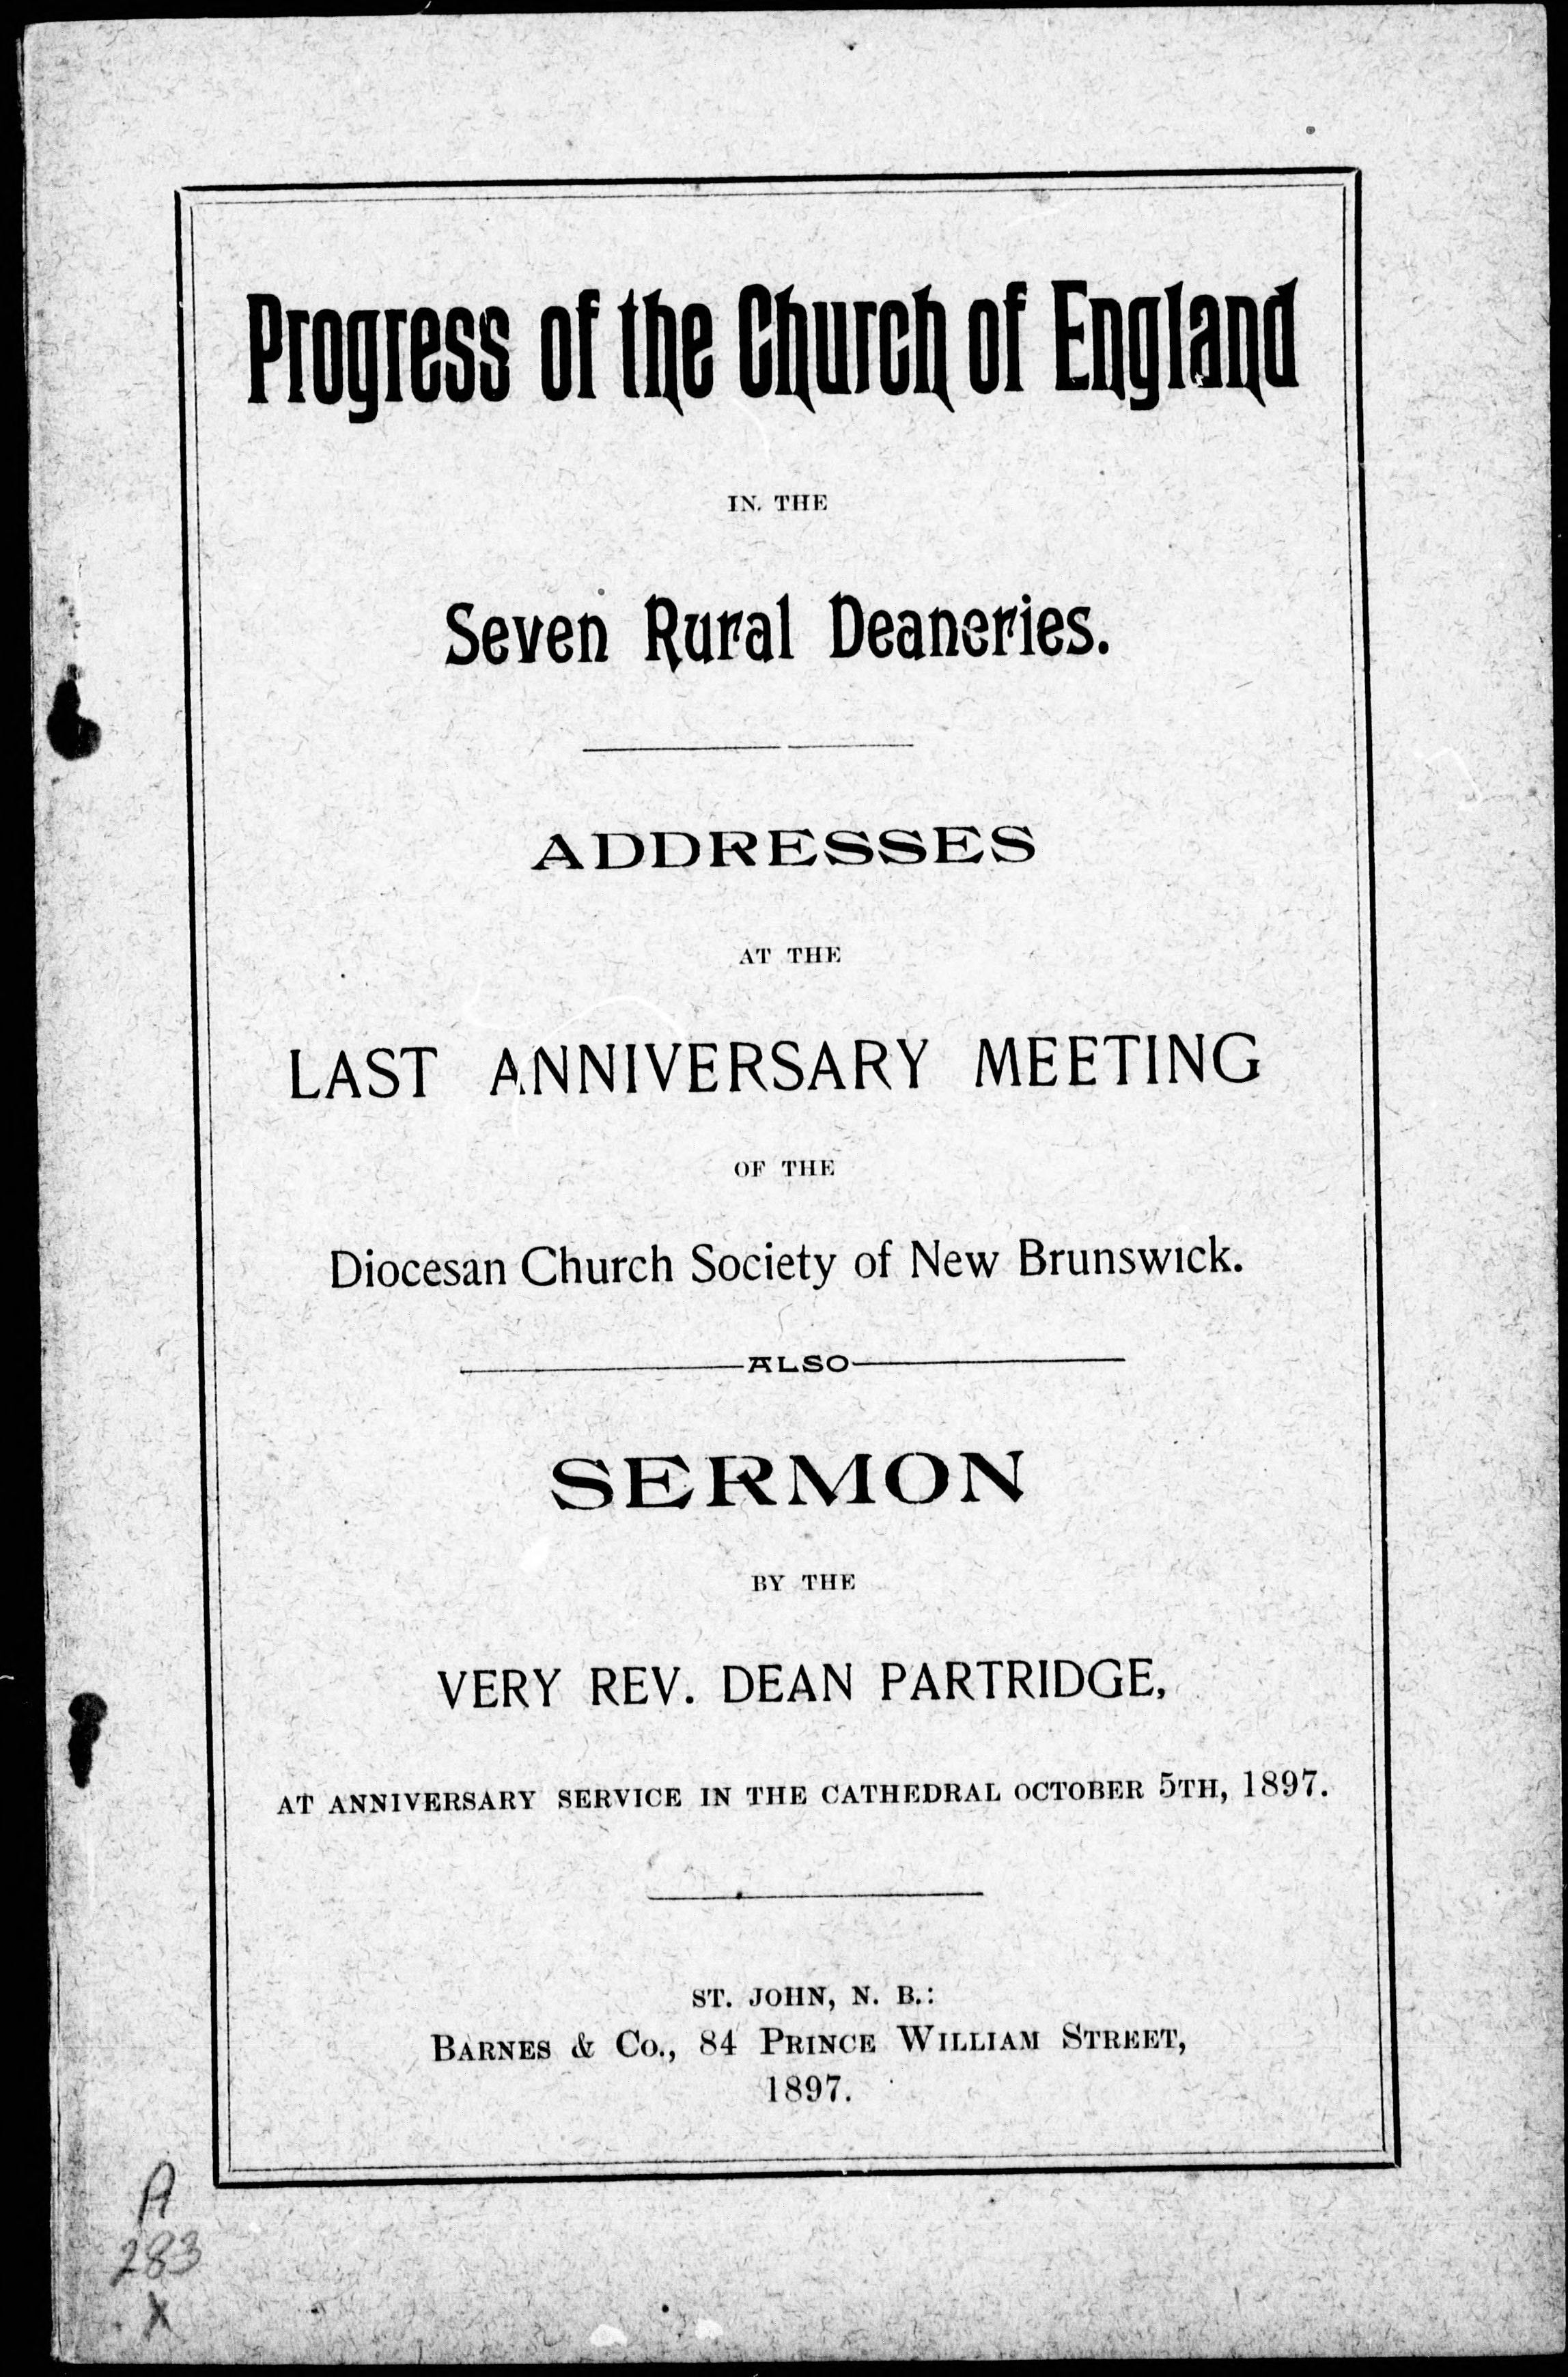 Progress of the Church of England
IN. THE
Seven Rural Deaneries.
ADDRESSES
AT THE
LAST ANNIVERSARY MEETING
OF THE
Diocesan Church Society of New Brunswick.
ALSO
SERMON
BY THE
VERY REV. DEAN PARTRIDGE,
AT ANNIVERSARY SERVICE IN THE CATHEDRAL OCTOBER 5TH, 1897.
ST. JOHN, N. B.:
BARNES & CO., 84 PRINCE WILLIAM STREET,
1897.
A
283
X